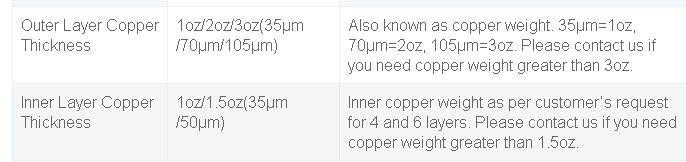 Outer Layer Copper Thickness
1oz/2oz/3oz(35μm
/70μm/105μm)
Also known as copper weight. 35μm=1oz,
70μm=2oz, 105μm=3oz. Please contact us if
you need copper weight greater than 3oz.
Inner Layer Copper
Thickness
1oz/1.5oz(35μm
/50μm)
Inner copper weight as per customer's request
for 4 and 6 layers. Please contact us if you need
copper weight greater than 1.5oz.